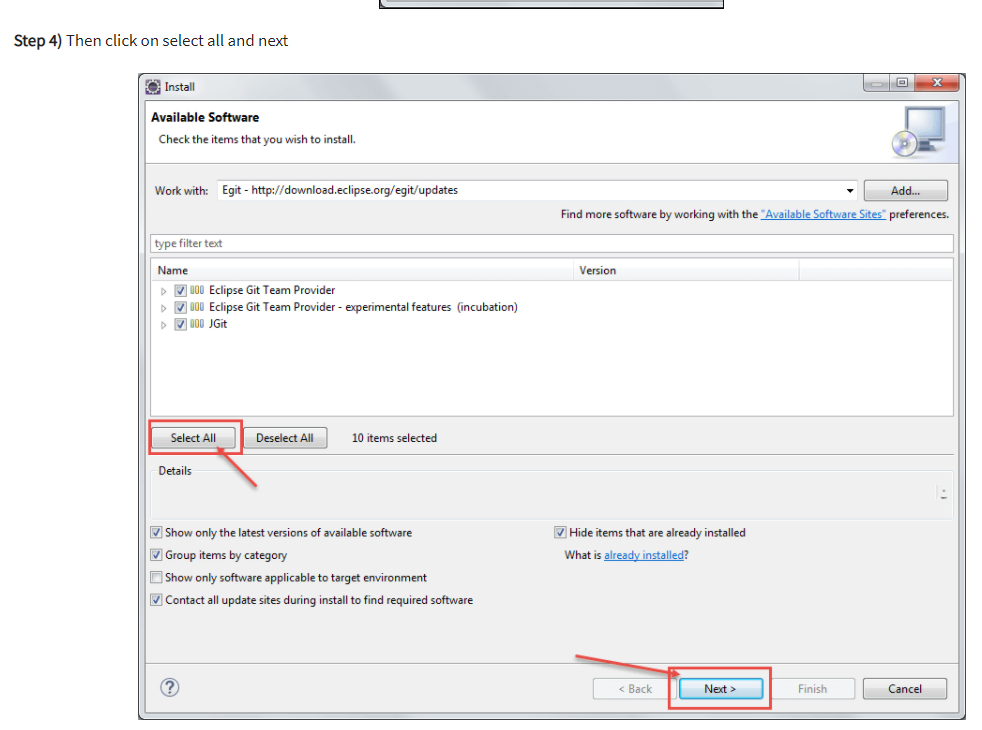 Step 4) Then click on select all and next
Install
Available Software
Check the items that you wish to install.
Work with: Egit - http://download.eclipse.org/egit/updates Add...
Find more software by working with the "Available Software Sites" preferences.
type filter text
Name Version
Eclipse Git Team Provider
Eclipse Git Team Provider - experimental features (incubation)
JGit
Select All Deselect All 10 items selected
Details
Show only the latest versions of available software Hide items that are already installed
Group items by category What is already installed?
Show only software applicable to target environment
Contact all update sites during install to find required software
? < Back Next > Finish Cancel